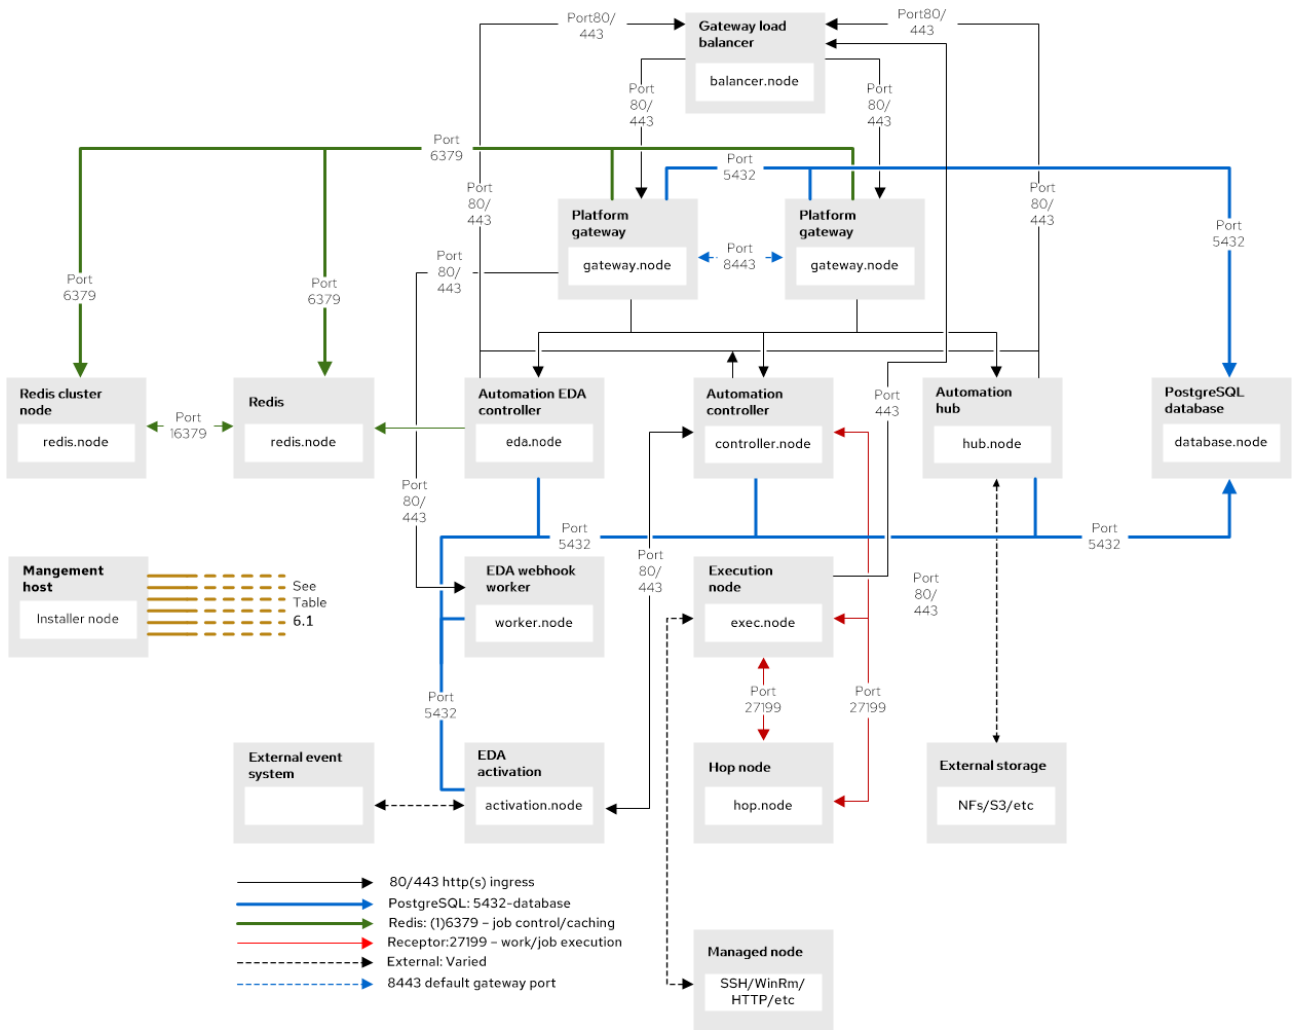 Port80/
443
Gateway load
balancer
balancer.node
Port80/
443
Port
80/
443
Port
80/
443
Port
6379
Port
5432
Port
80/
443
Port
80/
443
Platform
gateway
gateway.node
Port
8443
Platform
gateway
gateway.node
Port
5432
Port
80/
443
Port
6379
Port
6379
Redis cluster
node
redis.node
Port
16379
Redis
redis.node
Automation EDA
controller
eda.node
Automation
controller
controller.node
Port
443
Automation
hub
hub.node
PostgreSQL
database
database.node
Port
80/
443
Port
5432
Port
5432
Mangement
host
Installer node
See
Table
6.1
EDA webhook
worker
worker.node
Port
80/
443
Execution
node
exec.node
Port
80/
443
Port
5432
Port
27199
Port
27199
External event
system
EDA
activation
activation.node
Hop node
hop.node
External storage
NFs/S3/etc
80/443 http(s) ingress
PostgreSQL: 5432-database
Redis: (1)6379 – job control/caching
Receptor:27199 – work/job execution
External: Varied
8443 default gateway port
Managed node
SSH/WinRm/
HTTP/etc